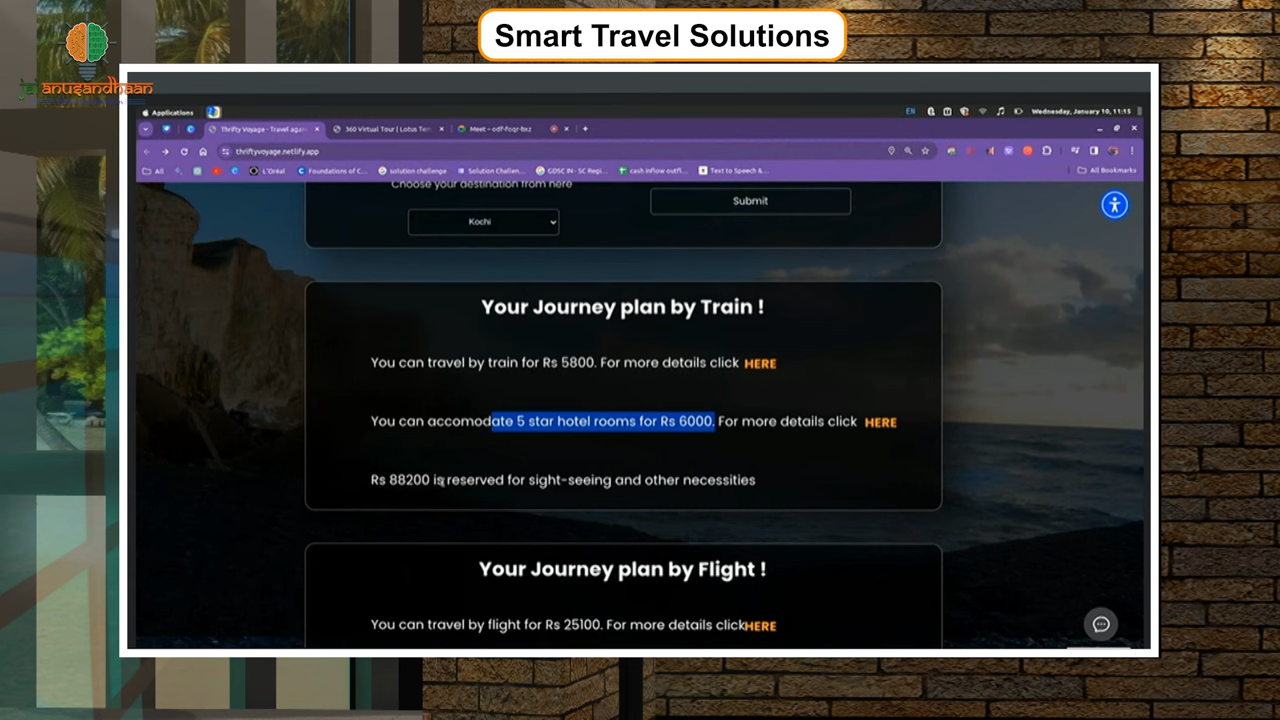 Smart Travel Solutions
anusandhaan
Applications
EN
Wednesday, January 10, 11:15
Thrifty Voyage - Travel again
360 Virtual Tour | Lotus Tem
Meet - odf-foqr-bxz
thriftyvoyage.netlify.app
All
L'Oréal
Foundations of C...
solution challenge
Solution Challen...
GDSC IN - SC Regi...
cash inflow outfl...
Text to Speech &...
All Bookmarks
Choose your destination from here
Submit
Kochi
Your Journey plan by Train !
You can travel by train for Rs 5800. For more details click HERE
You can accomodate 5 star hotel rooms for Rs 6000. For more details click HERE
Rs 88200 is reserved for sight-seeing and other necessities
Your Journey plan by Flight !
You can travel by flight for Rs 25100. For more details clickHERE